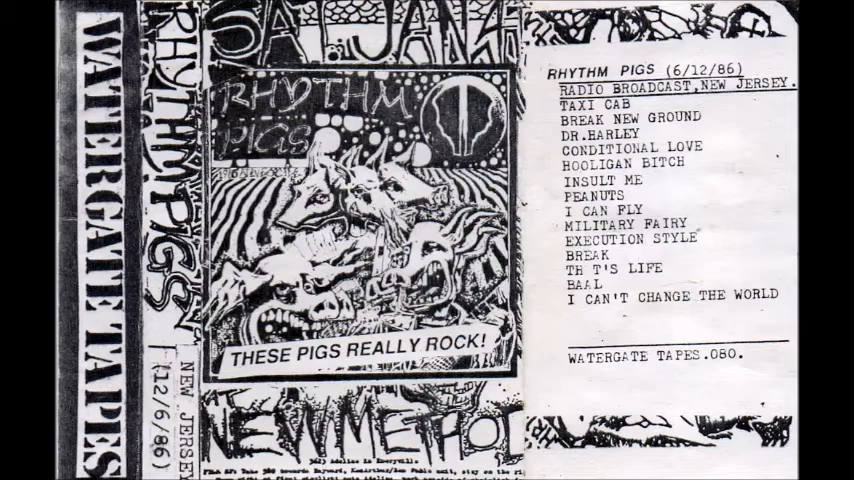 WATERGATE TAPES
RHYTHM PIGS
NEW JERSEY
(12/6/86)
SAT. JAN 4
RHYTHM
PIGS
THESE PIGS REALLY ROCK!
NEW METHOD
RHYTHM PIGS (6/12/86)
RADIO BROADCAST,NEW JERSEY.
TAXI CAB
BREAK NEW GROUND
DR.HARLEY
CONDITIONAL LOVE
HOOLIGAN BITCH
INSULT ME
PEANUTS
I CAN FLY
MILITARY FAIRY
EXECUTION STYLE
BREAK
TH T'S LIFE
BAAL
I CAN'T CHANGE THE WORLD
WATERGATE TAPES.080.